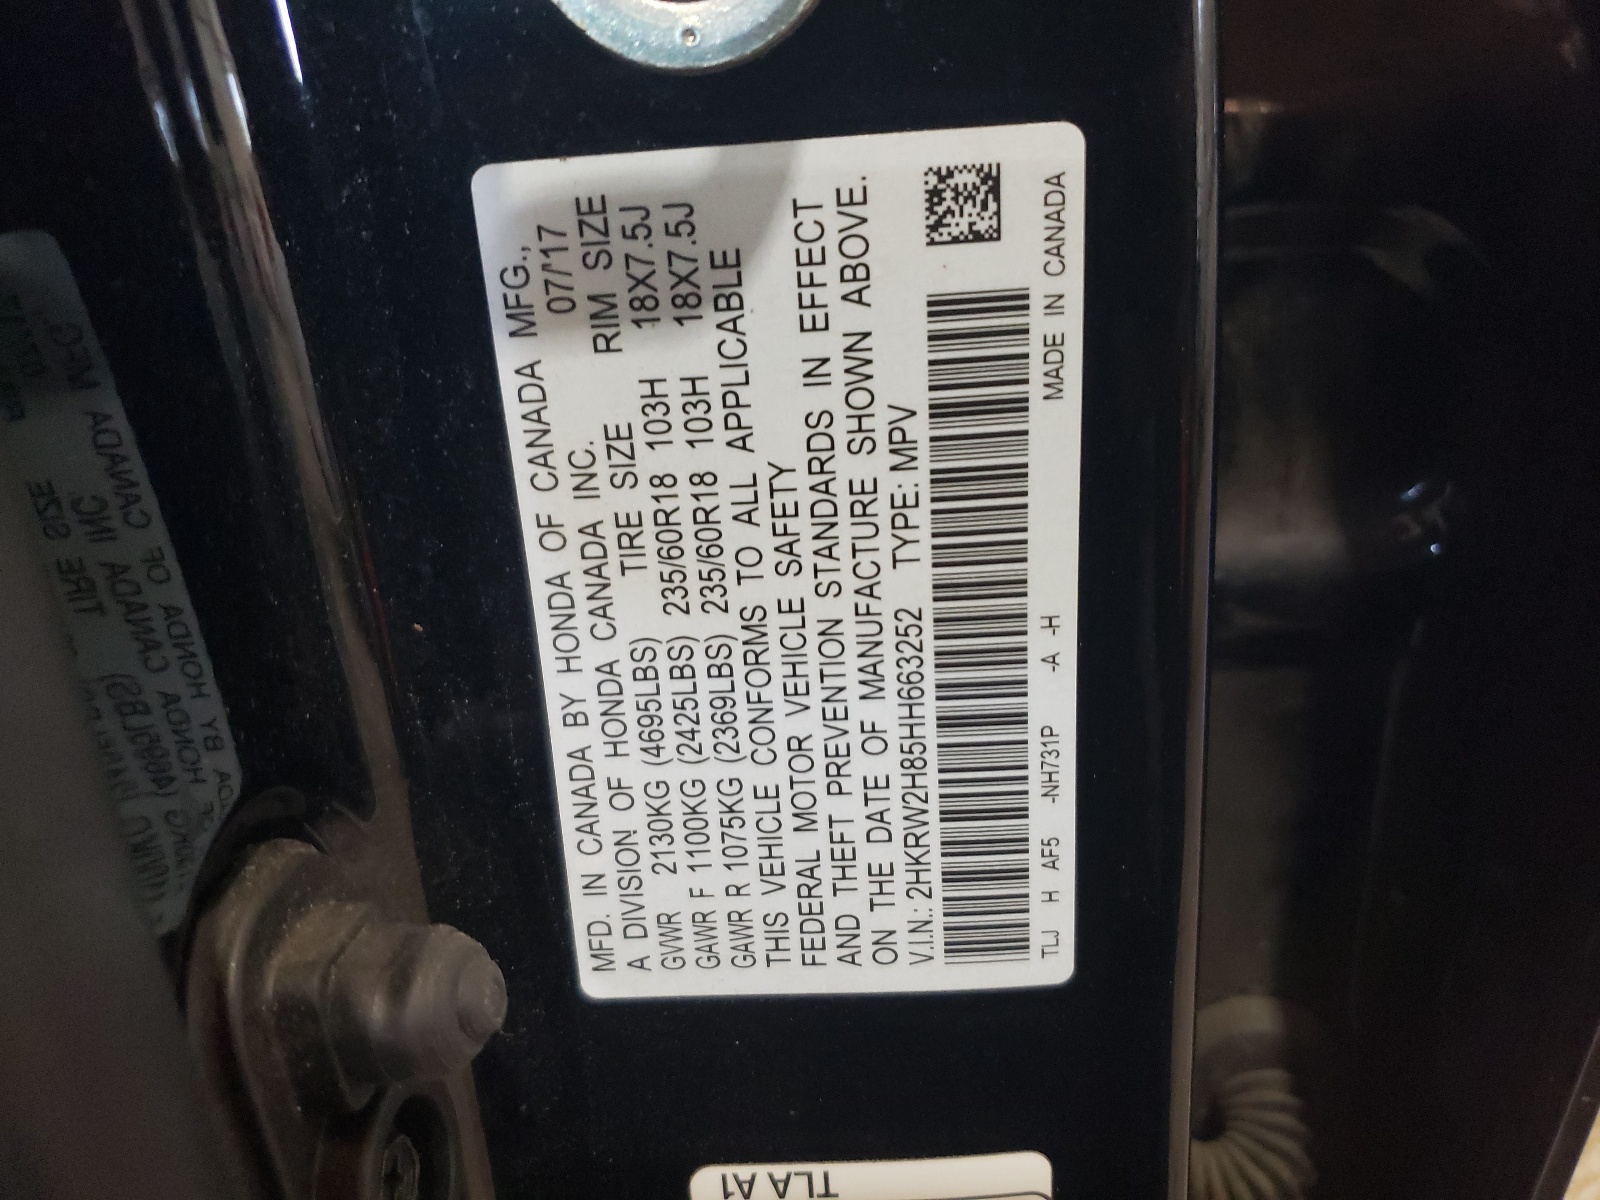 MFD. IN CANADA BY HONDA OF CANADA MFG.,
A DIVISION OF HONDA CANADA INC. 07/'17
GVWR 2130KG (4695LBS) TIRE SIZE RIM SIZE
GAWR F 1100KG (2425LBS) 235/60R18 103H 18X7.5J
GAWR R 1075KG (2369LBS) 235/60R18 103H 18X7.5J
THIS VEHICLE CONFORMS TO ALL APPLICABLE
FEDERAL MOTOR VEHICLE SAFETY
AND THEFT PREVENTION STANDARDS IN EFFECT
ON THE DATE OF MANUFACTURE SHOWN ABOVE.
V.I.N.: 2HKRW2H85HH663252 TYPE: MPV
TLJ H AF5 -NH731P -A -H MADE IN CANADA
TLA A1